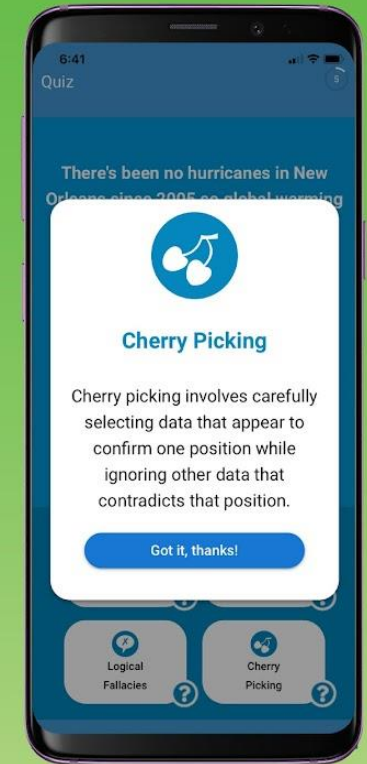 6:41
Quiz
5
There's been no hurricanes in New
Orleans since 2005 so global warming
Cherry Picking
Cherry picking involves carefully
selecting data that appear to
confirm one position while
ignoring other data that
contradicts that position.
Got it, thanks!
?
?
Logical
Fallacies
?
Cherry
Picking
?